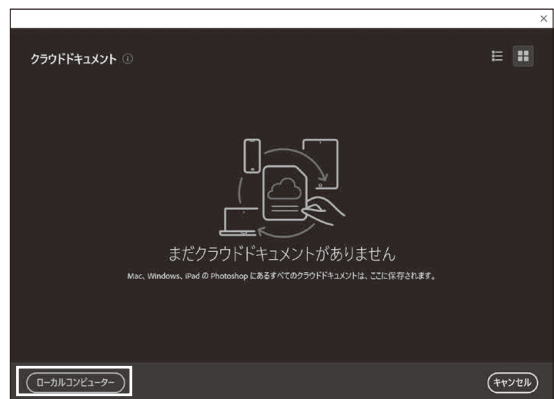 クラウドドキュメント
まだクラウドドキュメントがありません
Mac、Windows、iPad の Photoshop にあるすべてのクラウドドキュメントは、ここに保存されます。
ローカルコンピューター
キャンセル